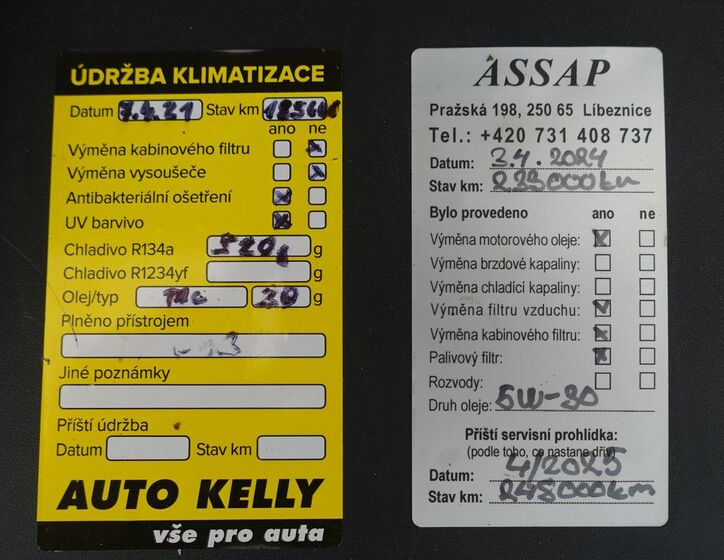 ÚDRŽBA KLIMATIZACE
Datum 7.4.21 Stav km
ano ne
Výměna kabinového filtru
Výměna vysoušeče
Antibakteriální ošetření
UV barvivo
Chladivo R134a 520 g
Chladivo R1234yf g
Olej/typ 20 g
Plněno přístrojem
Jiné poznámky
Příští údržba
Datum Stav km
AUTO KELLY
vše pro auta
ASSAP
Pražská 198, 250 65 Líbeznice
Tel.: +420 731 408 737
Datum: 3.4.2024
Stav km: 223000km
Bylo provedeno ano ne
Výměna motorového oleje:
Výměna brzdové kapaliny:
Výměna chladící kapaliny:
Výměna filtru vzduchu:
Výměna kabinového filtru:
Palivový filtr:
Rozvody:
Druh oleje: 5W-30
Příští servisní prohlídka:
(podle toho, co nastane dřív)
Datum: 4/2025
Stav km: 248000km